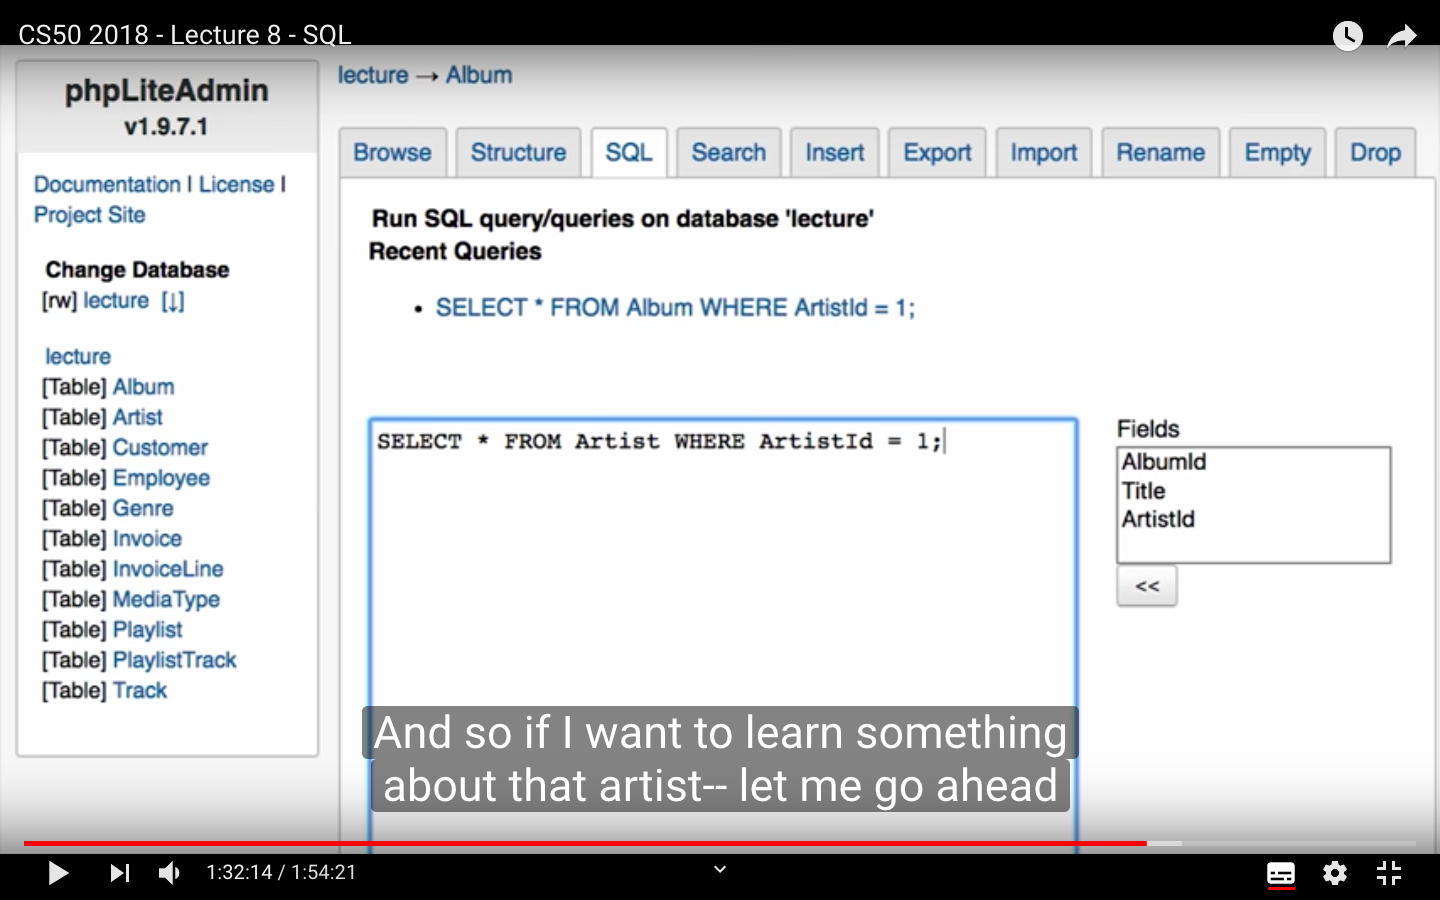 CS50 2018 - Lecture 8 - SQL
phpLiteAdmin
v1.9.7.1
Documentation | License |
Project Site
Change Database
[rw] lecture [↓]
lecture
[Table] Album
[Table] Artist
[Table] Customer
[Table] Employee
[Table] Genre
[Table] Invoice
[Table] InvoiceLine
[Table] MediaType
[Table] Playlist
[Table] PlaylistTrack
[Table] Track
lecture → Album
Browse Structure SQL Search Insert Export Import Rename Empty Drop
Run SQL query/queries on database 'lecture'
Recent Queries
• SELECT * FROM Album WHERE ArtistId = 1;
SELECT * FROM Artist WHERE ArtistId = 1;
Fields
AlbumId
Title
ArtistId
<<
And so if I want to learn something
about that artist-- let me go ahead
1:32:14 / 1:54:21